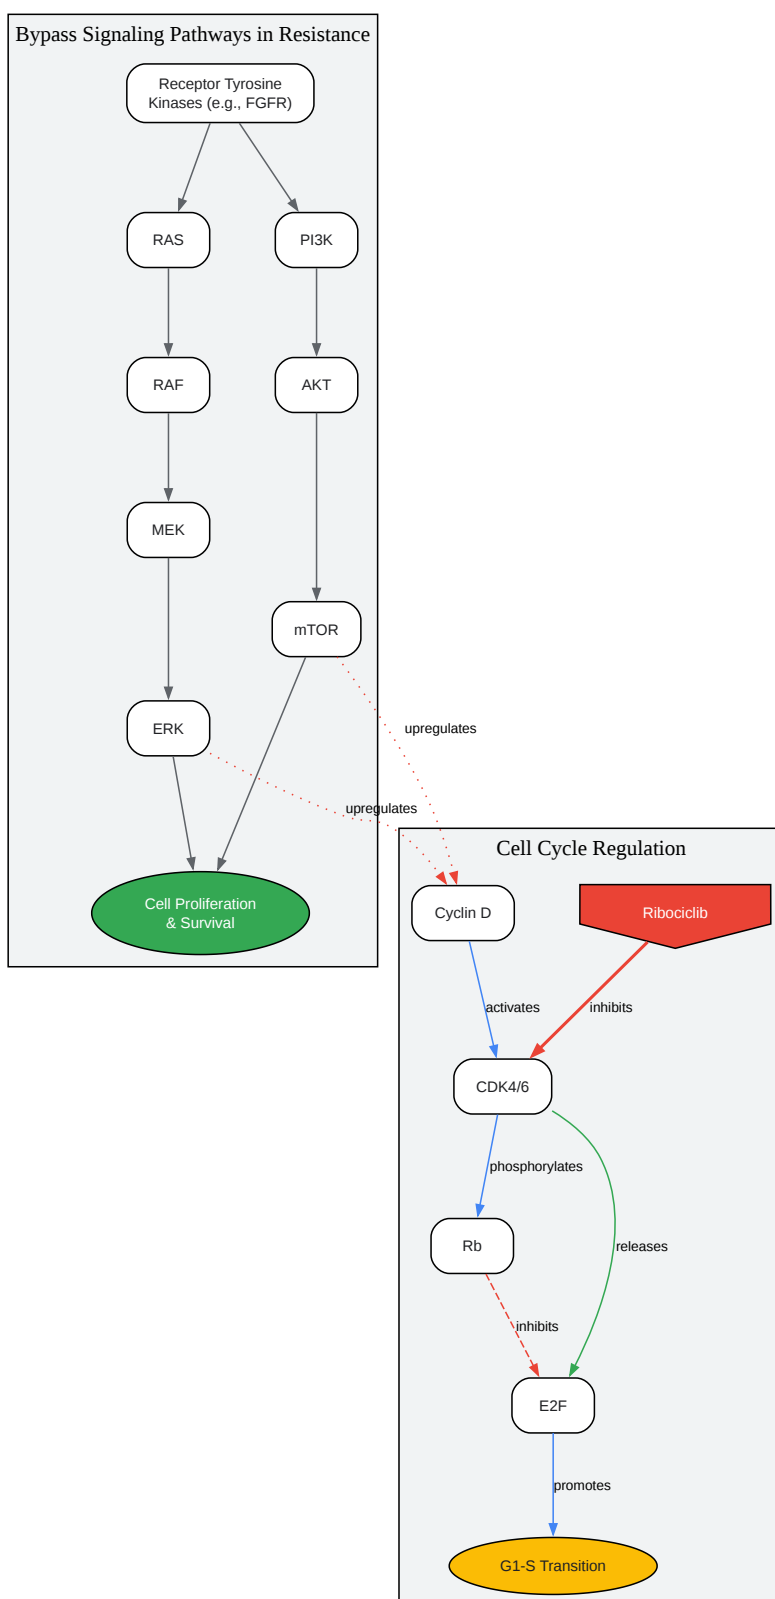 Bypass Signaling Pathways in Resistance
Receptor Tyrosine
Kinases (e.g., FGFR)
RAS
PI3K
RAF
AKT
MEK
mTOR
ERK
upregulates
upregulates
Cell Proliferation
& Survival
Cell Cycle Regulation
Cyclin D
Ribociclib
activates
inhibits
CDK4/6
phosphorylates
Rb
releases
inhibits
E2F
promotes
G1-S Transition